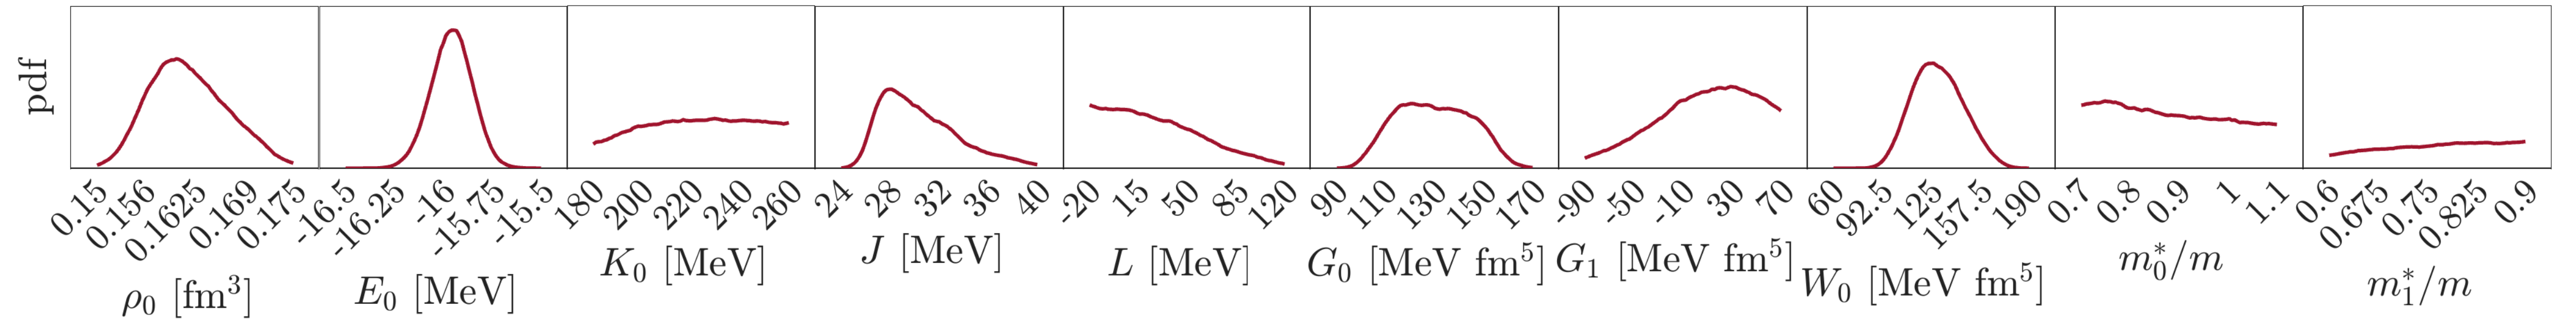 pdf
0.15 0.156 0.1625 0.169 0.175
ρ₀ [fm³]
-16.5 -16.25 -16 -15.75 -15.5
E₀ [MeV]
180 200 220 240 260
K₀ [MeV]
24 28 32 36 40
J [MeV]
-20 15 50 85 120
L [MeV]
90 110 130 150 170
G₀ [MeV fm⁵]
-90 -50 -10 30 70
G₁ [MeV fm⁵]
60 92.5 125 157.5 190
W₀ [MeV fm⁵]
0.7 0.8 0.9 1 1.1
m₀*/m
0.6 0.675 0.75 0.825 0.9
m₁*/m